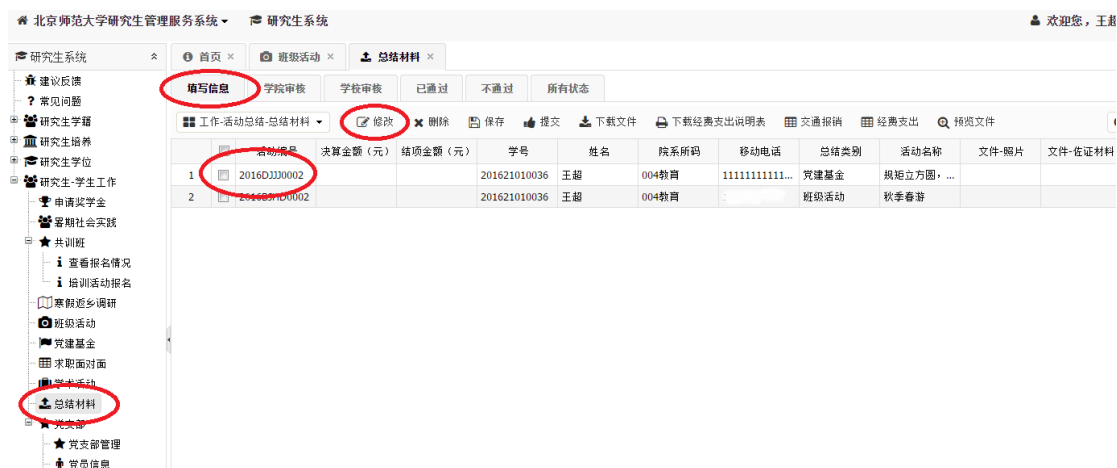 北京师范大学研究生管理服务系统 研究生系统 欢迎您，王超
研究生系统 首页 × 班级活动 × 总结材料 ×
建议反馈
常见问题
研究生学籍
研究生培养
研究生学位
研究生-学生工作
申请奖学金
暑期社会实践
共训班
查看报名情况
培训活动报名
寒假返乡调研
班级活动
党建基金
求职面对面
学术活动
总结材料
党支部
党支部管理
党员信息
填写信息 学院审核 学校审核 已通过 不通过 所有状态
工作-活动总结-总结材料 修改 删除 保存 提交 下载文件 下载经费支出说明表 交通报销 经费支出 预览文件
活动编号 决算金额（元） 结项金额（元） 学号 姓名 院系所码 移动电话 总结类别 活动名称 文件-照片 文件-佐证材料
1 2016DJJJ0002 201621010036 王超 004教育 11111111111... 党建基金 规矩立方圆，...
2 2016BJHD0002 201621010036 王超 004教育 班级活动 秋季春游